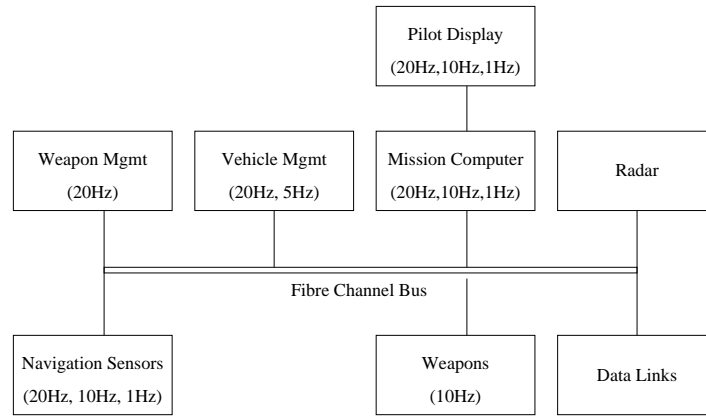 Pilot Display
(20Hz,10Hz,1Hz)
Weapon Mgmt
(20Hz)
Vehicle Mgmt
(20Hz, 5Hz)
Mission Computer
(20Hz,10Hz,1Hz)
Radar
Fibre Channel Bus
Navigation Sensors
(20Hz, 10Hz, 1Hz)
Weapons
(10Hz)
Data Links